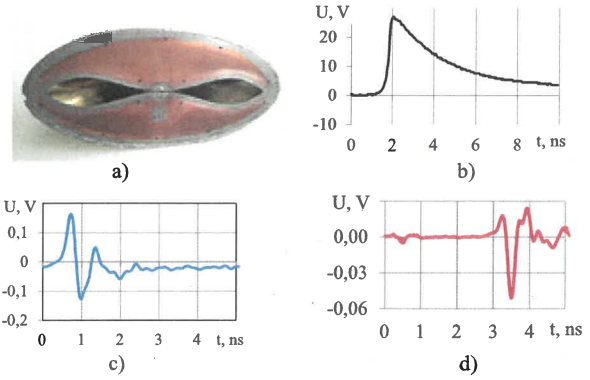 a)
U, V
20
10
0
-10
0 2 4 6 8 t, ns
b)
U, V
0,1
0
-0,1
-0,2
0 1 2 3 4 t, ns
c)
U, V
0,00
-0,03
-0,06
0 1 2 3 4 t, ns
d)